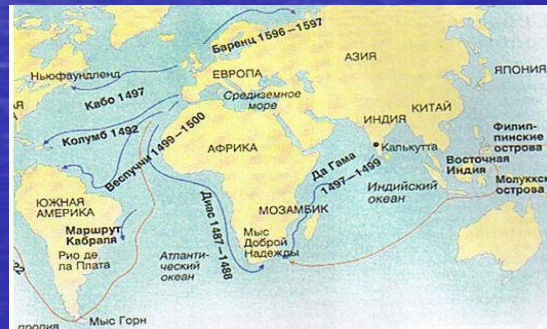 Баренц 1596–1597
АЗИЯ
Ньюфаундленд
ЕВРОПА
ЯПОНИЯ
Кабо 1497
Средиземное
море
КИТАЙ
Колумб 1492
ИНДИЯ
Филип-
пинские
острова
Калькутта
Веспуччи 1499–1500
АФРИКА
Восточная
Индия
Да Гама
1497–1499
Молуккские
острова
Индийский
океан
ЮЖНАЯ
АМЕРИКА
Диас 1487–1488
МОЗАМБИК
Маршрут
Кабраля
Мыс
Доброй
Надежды
Рио де
ла Плата
Атланти-
ческий
океан
Мыс Горн